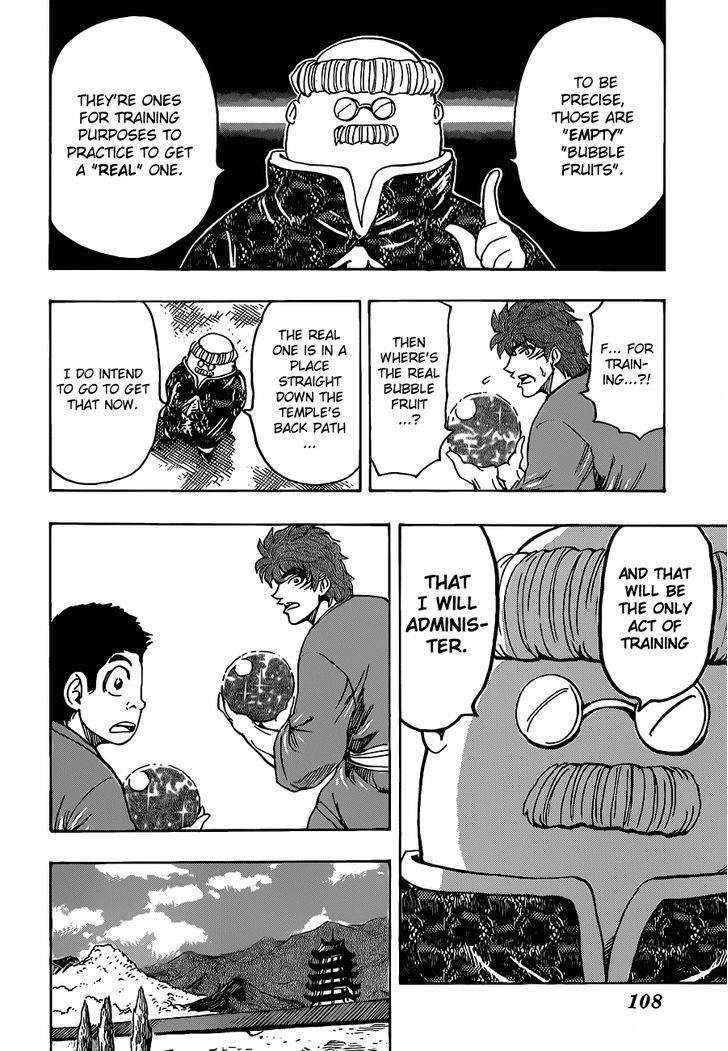 TO BE
PRECISE,
THOSE ARE
"EMPTY"
"BUBBLE
FRUITS".
THEY'RE ONES
FOR TRAINING
PURPOSES TO
PRACTICE TO GET
A "REAL" ONE.
F... FOR
TRAIN-
ING...?!
THEN
WHERE'S
THE REAL
BUBBLE
FRUIT
...?
THE REAL
ONE IS IN A
PLACE
STRAIGHT
DOWN THE
TEMPLE'S
BACK PATH
...
I DO INTEND
TO GO TO GET
THAT NOW.
AND THAT
WILL BE
THE ONLY
ACT OF
TRAINING
THAT
I WILL
ADMINIS-
TER.
108